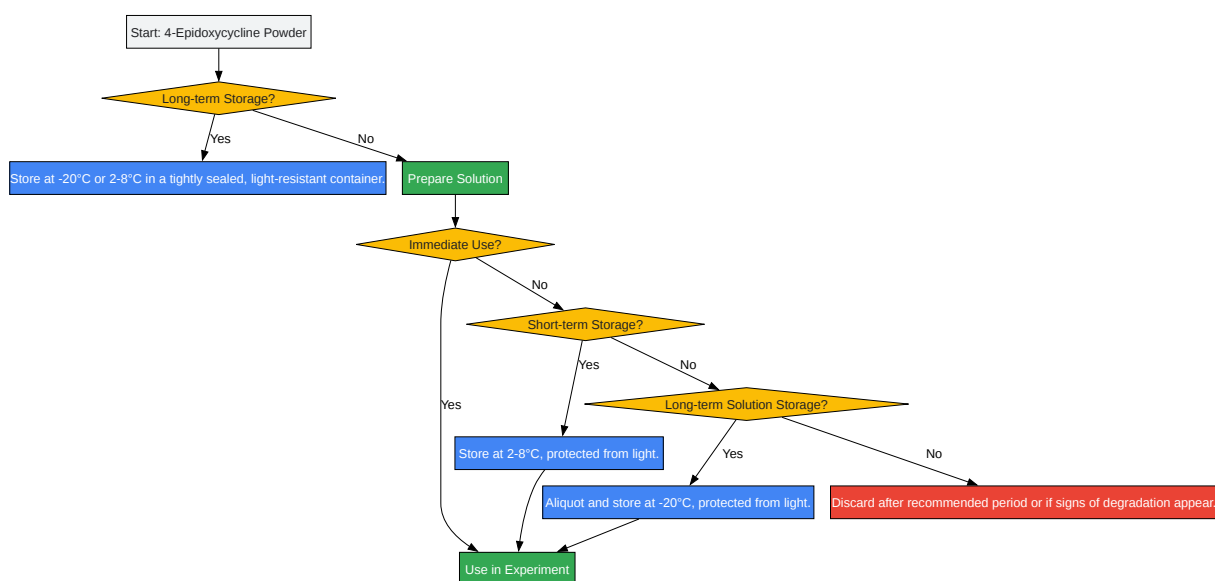 Start: 4-Epidoxycycline Powder
Long-term Storage?
Yes
No
Store at -20°C or 2-8°C in a tightly sealed, light-resistant container.
Prepare Solution
Immediate Use?
No
Short-term Storage?
Yes
No
Yes
Long-term Solution Storage?
Store at 2-8°C, protected from light.
Yes
No
Aliquot and store at -20°C, protected from light.
Discard after recommended period or if signs of degradation appear.
Use in Experiment